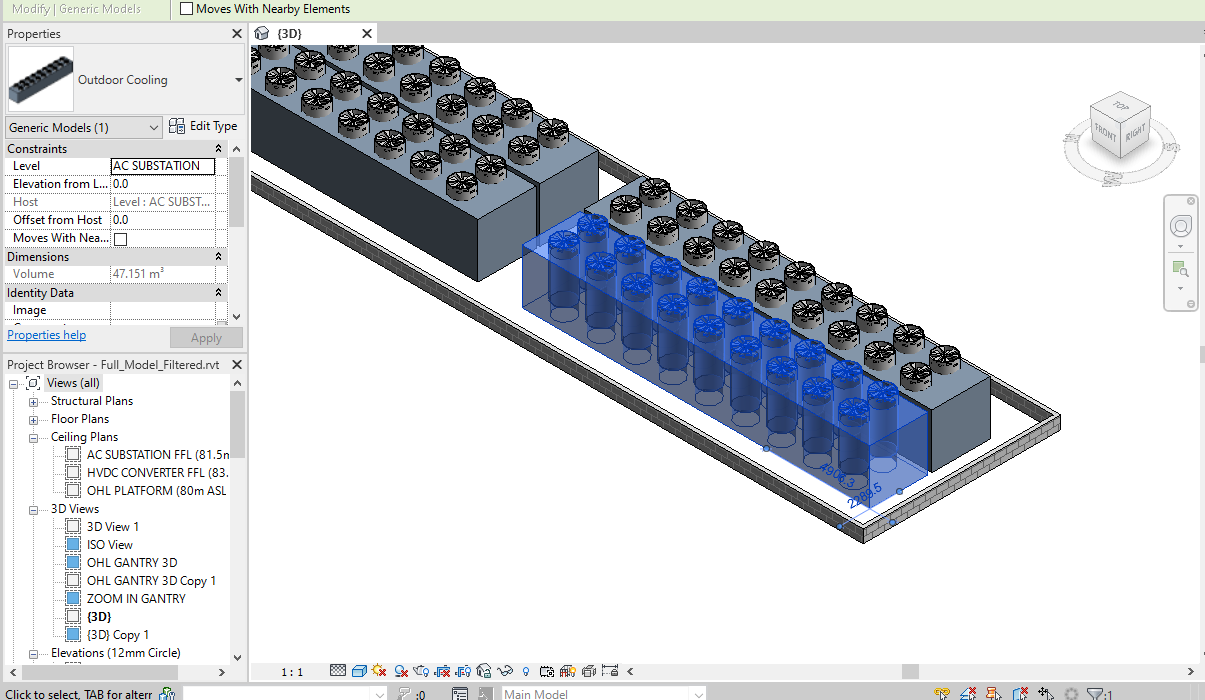 Modify | Generic Models
Moves With Nearby Elements
Properties
{3D}
Outdoor Cooling
Generic Models (1)
Edit Type
Constraints
Level
AC SUBSTATION
Elevation from L...
0.0
Host
Level : AC SUBST...
Offset from Host
0.0
Moves With Nea...
Dimensions
Volume
47.151 m³
Identity Data
Image
Properties help
Apply
Project Browser - Full_Model_Filtered.rvt
Views (all)
Structural Plans
Floor Plans
Ceiling Plans
AC SUBSTATION FFL (81.5m
HVDC CONVERTER FFL (83.
OHL PLATFORM (80m ASL
3D Views
3D View 1
ISO View
OHL GANTRY 3D
OHL GANTRY 3D Copy 1
ZOOM IN GANTRY
{3D}
{3D} Copy 1
Elevations (12mm Circle)
TOP
FRONT
RIGHT
4906.3
2289.5
1 : 1
Click to select, TAB for altern
:0
Main Model
:1